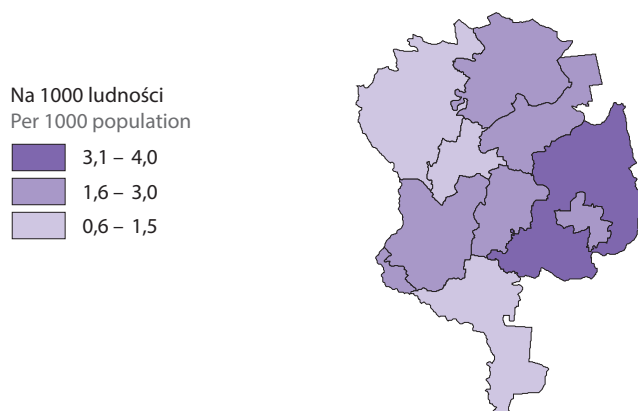 Na 1000 ludności
Per 1000 population
3,1 – 4,0
1,6 – 3,0
0,6 – 1,5